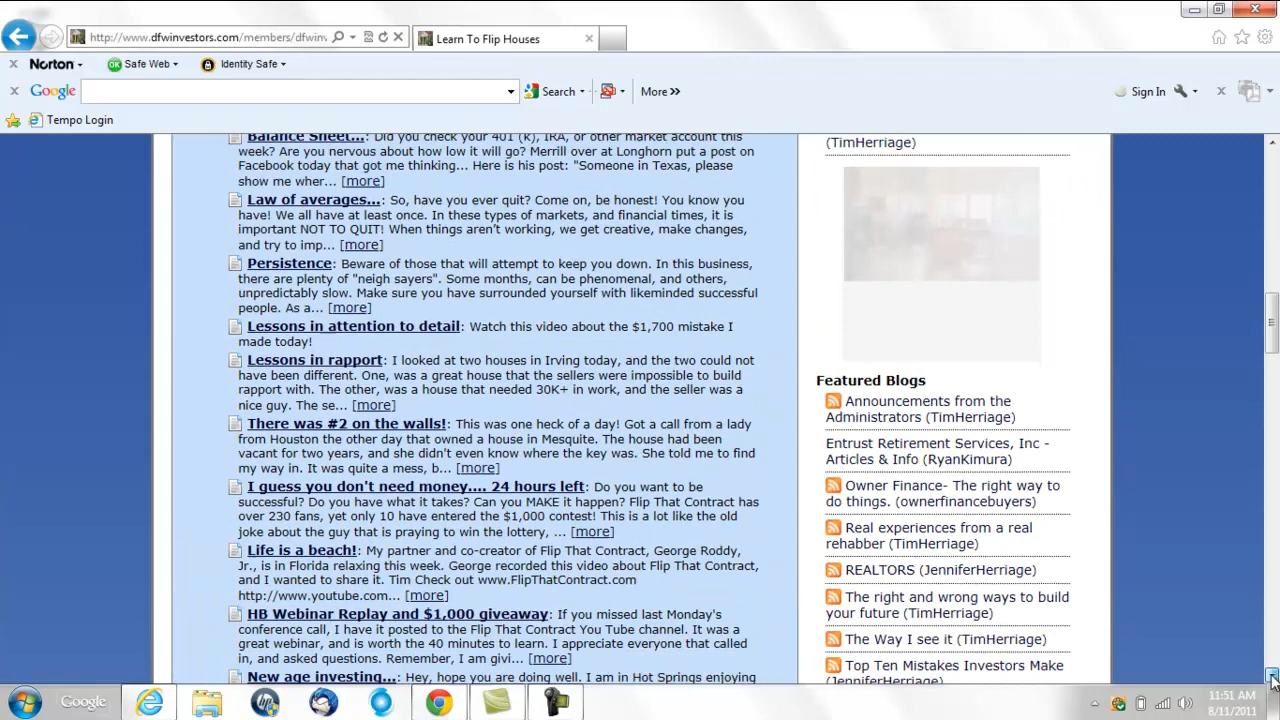 http://www.dfwinvestors.com/members/dfwin
Learn To Flip Houses
Norton
OK Safe Web
Identity Safe
Google
Search
More »
Sign In
Tempo Login
Balance Sheet...: Did you check your 401 (k), IRA, or other market account this
week? Are you nervous about how low it will go? Merrill over at Longhorn put a post on
Facebook today that got me thinking... Here is his post: "Someone in Texas, please
show me wher... [more]
Law of averages...: So, have you ever quit? Come on, be honest! You know you
have! We all have at least once. In these types of markets, and financial times, it is
important NOT TO QUIT! When things aren't working, we get creative, make changes,
and try to imp... [more]
Persistence: Beware of those that will attempt to keep you down. In this business,
there are plenty of "neigh sayers". Some months, can be phenomenal, and others,
unpredictably slow. Make sure you have surrounded yourself with likeminded successful
people. As a... [more]
Lessons in attention to detail: Watch this video about the $1,700 mistake I
made today!
Lessons in rapport: I looked at two houses in Irving today, and the two could not
have been different. One, was a great house that the sellers were impossible to build
rapport with. The other, was a house that needed 30K+ in work, and the seller was a
nice guy. The se... [more]
There was #2 on the walls!: This was one heck of a day! Got a call from a lady
from Houston the other day that owned a house in Mesquite. The house had been
vacant for two years, and she didn't even know where the key was. She told me to find
my way in. It was quite a mess, b... [more]
I guess you don't need money.... 24 hours left: Do you want to be
successful? Do you have what it takes? Can you MAKE it happen? Flip That Contract has
over 230 fans, yet only 10 have entered the $1,000 contest! This is a lot like the old
joke about the guy that is praying to win the lottery, ... [more]
Life is a beach!: My partner and co-creator of Flip That Contract, George Roddy,
Jr., is in Florida relaxing this week. George recorded this video about Flip That Contract,
and I wanted to share it. Tim Check out www.FlipThatContract.com
http://www.youtube.com... [more]
HB Webinar Replay and $1,000 giveaway: If you missed last Monday's
conference call, I have it posted to the Flip That Contract You Tube channel. It was a
great webinar, and is worth the 40 minutes to learn. I appreciate everyone that called
in, and asked questions. Remember, I am givi... [more]
New age investing...: Hey, hope you are doing well. I am in Hot Springs enjoying
(TimHerriage)
Featured Blogs
Announcements from the
Administrators (TimHerriage)
Entrust Retirement Services, Inc -
Articles & Info (RyanKimura)
Owner Finance- The right way to
do things. (ownerfinancebuyers)
Real experiences from a real
rehabber (TimHerriage)
REALTORS (JenniferHerriage)
The right and wrong ways to build
your future (TimHerriage)
The Way I see it (TimHerriage)
Top Ten Mistakes Investors Make
(JenniferHerriage)
Google
11:51 AM
8/11/2011